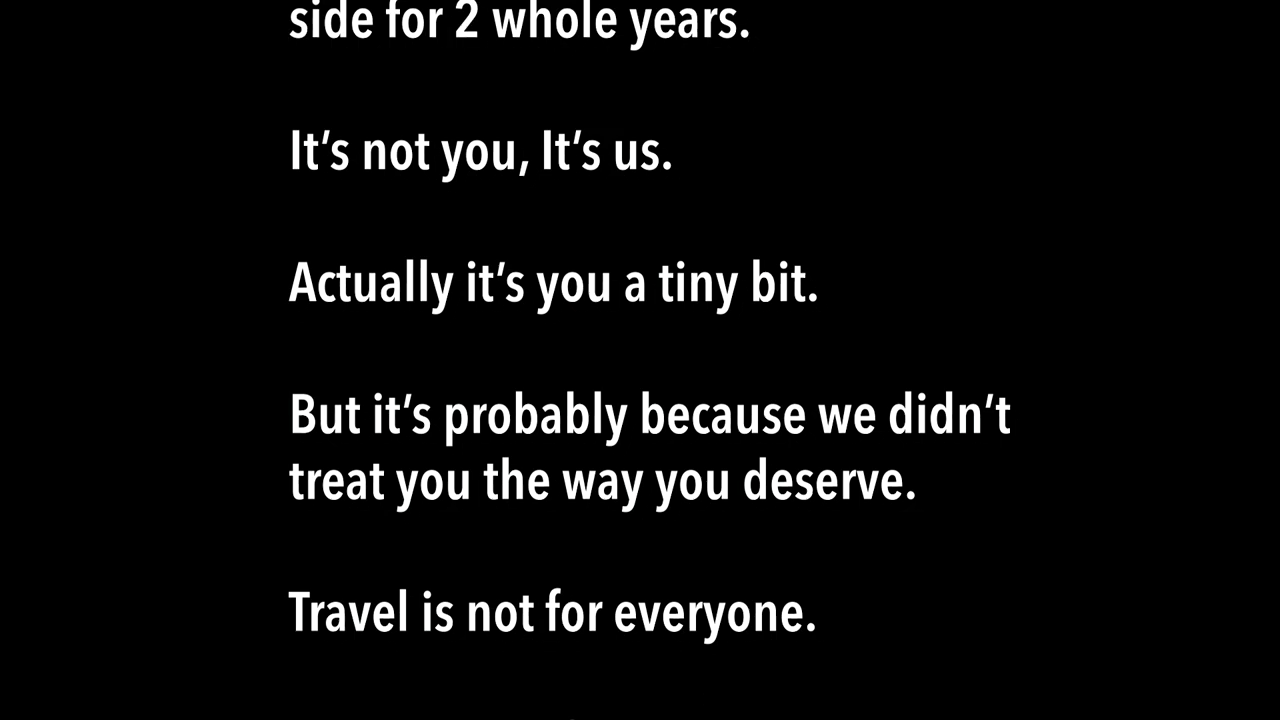 side for 2 whole years.
It’s not you, It’s us.
Actually it’s you a tiny bit.
But it’s probably because we didn’t
treat you the way you deserve.
Travel is not for everyone.